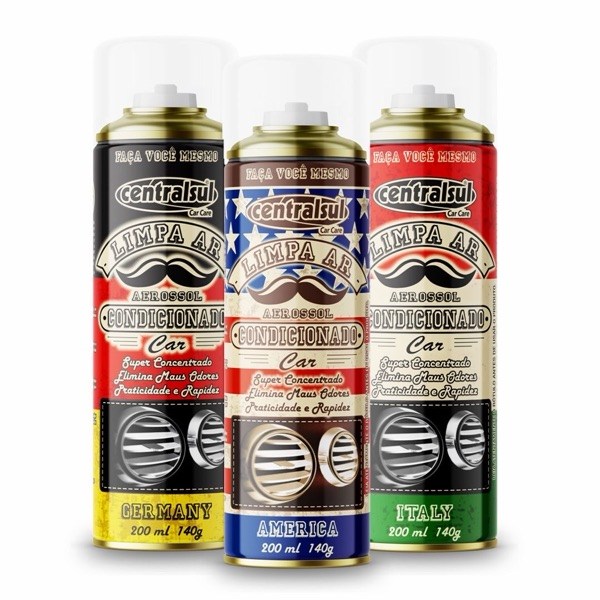 FAÇA VOCÊ MESMO
centralsul
Car Care
LIMPA AR
AEROSSOL
CONDICIONADO
Car
Super Concentrado
Elimina Maus Odores
Praticidade e Rapidez
GERMANY
200 ml 140g
FAÇA VOCÊ MESMO
centralsul
Car Care
LIMPA AR
AEROSSOL
CONDICIONADO
Car
Super Concentrado
Elimina Maus Odores
Praticidade e Rapidez
AMERICA
200 ml 140g
FAÇA VOCÊ MESMO
centralsul
Car Care
LIMPA AR
AEROSSOL
CONDICIONADO
Car
Super Concentrado
Elimina Maus Odores
Praticidade e Rapidez
ITALY
200 ml 140g